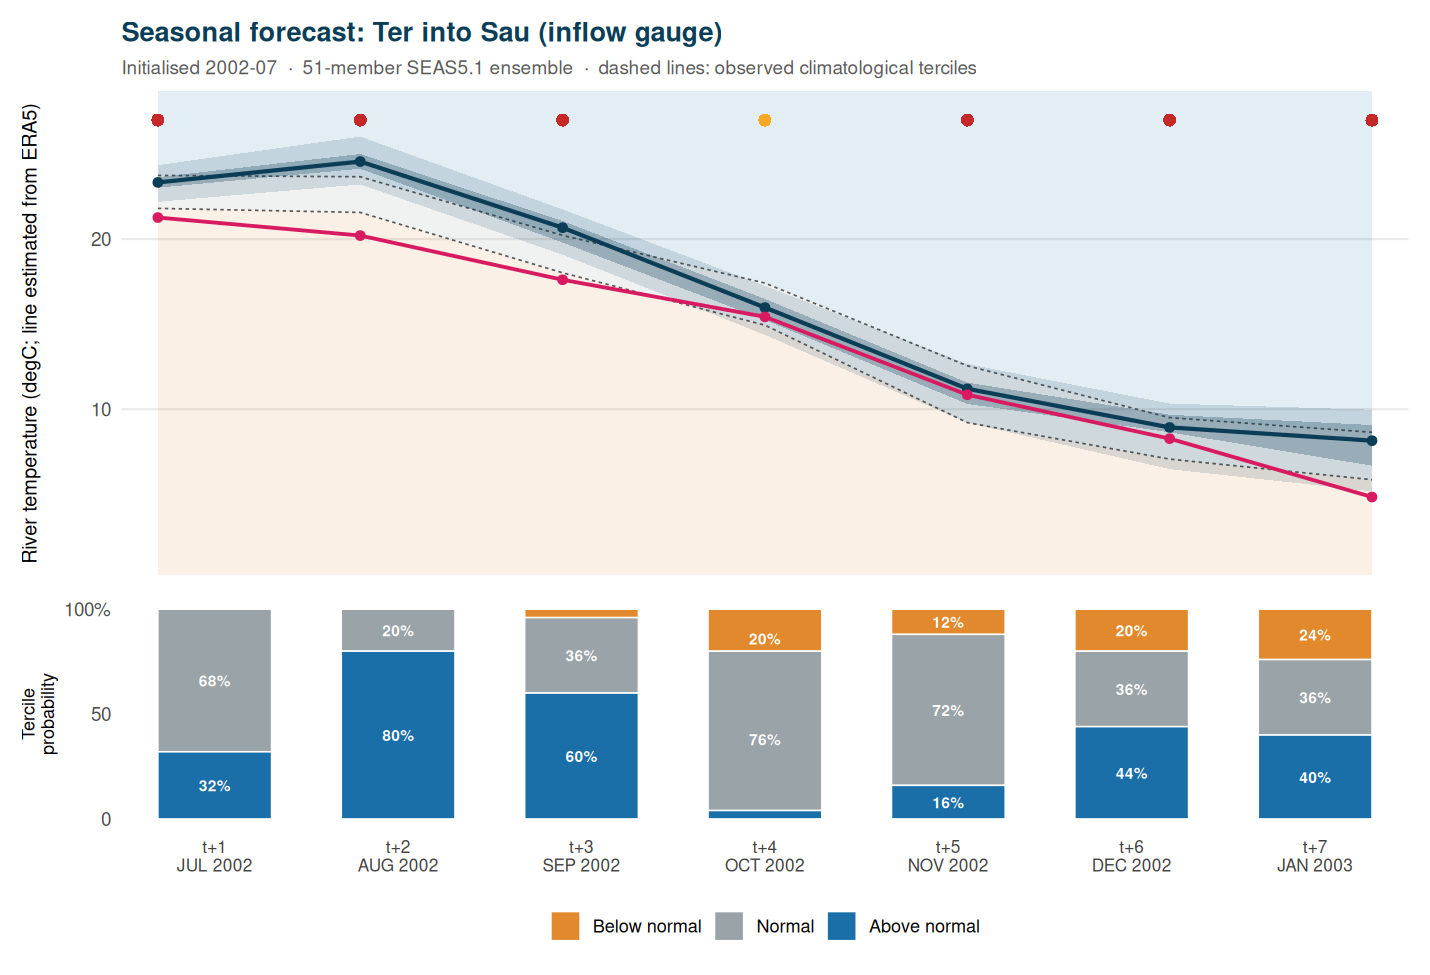 Seasonal forecast: Ter into Sau (inflow gauge)
Initialised 2002-07 · 51-member SEAS5.1 ensemble · dashed lines: observed climatological terciles
River temperature (degC; line estimated from ERA5)
20
10
Tercile
probability
100%
50
0
68%
32%
20%
80%
36%
60%
20%
76%
12%
72%
16%
20%
36%
44%
24%
36%
40%
t+1
JUL 2002
t+2
AUG 2002
t+3
SEP 2002
t+4
OCT 2002
t+5
NOV 2002
t+6
DEC 2002
t+7
JAN 2003
Below normal
Normal
Above normal